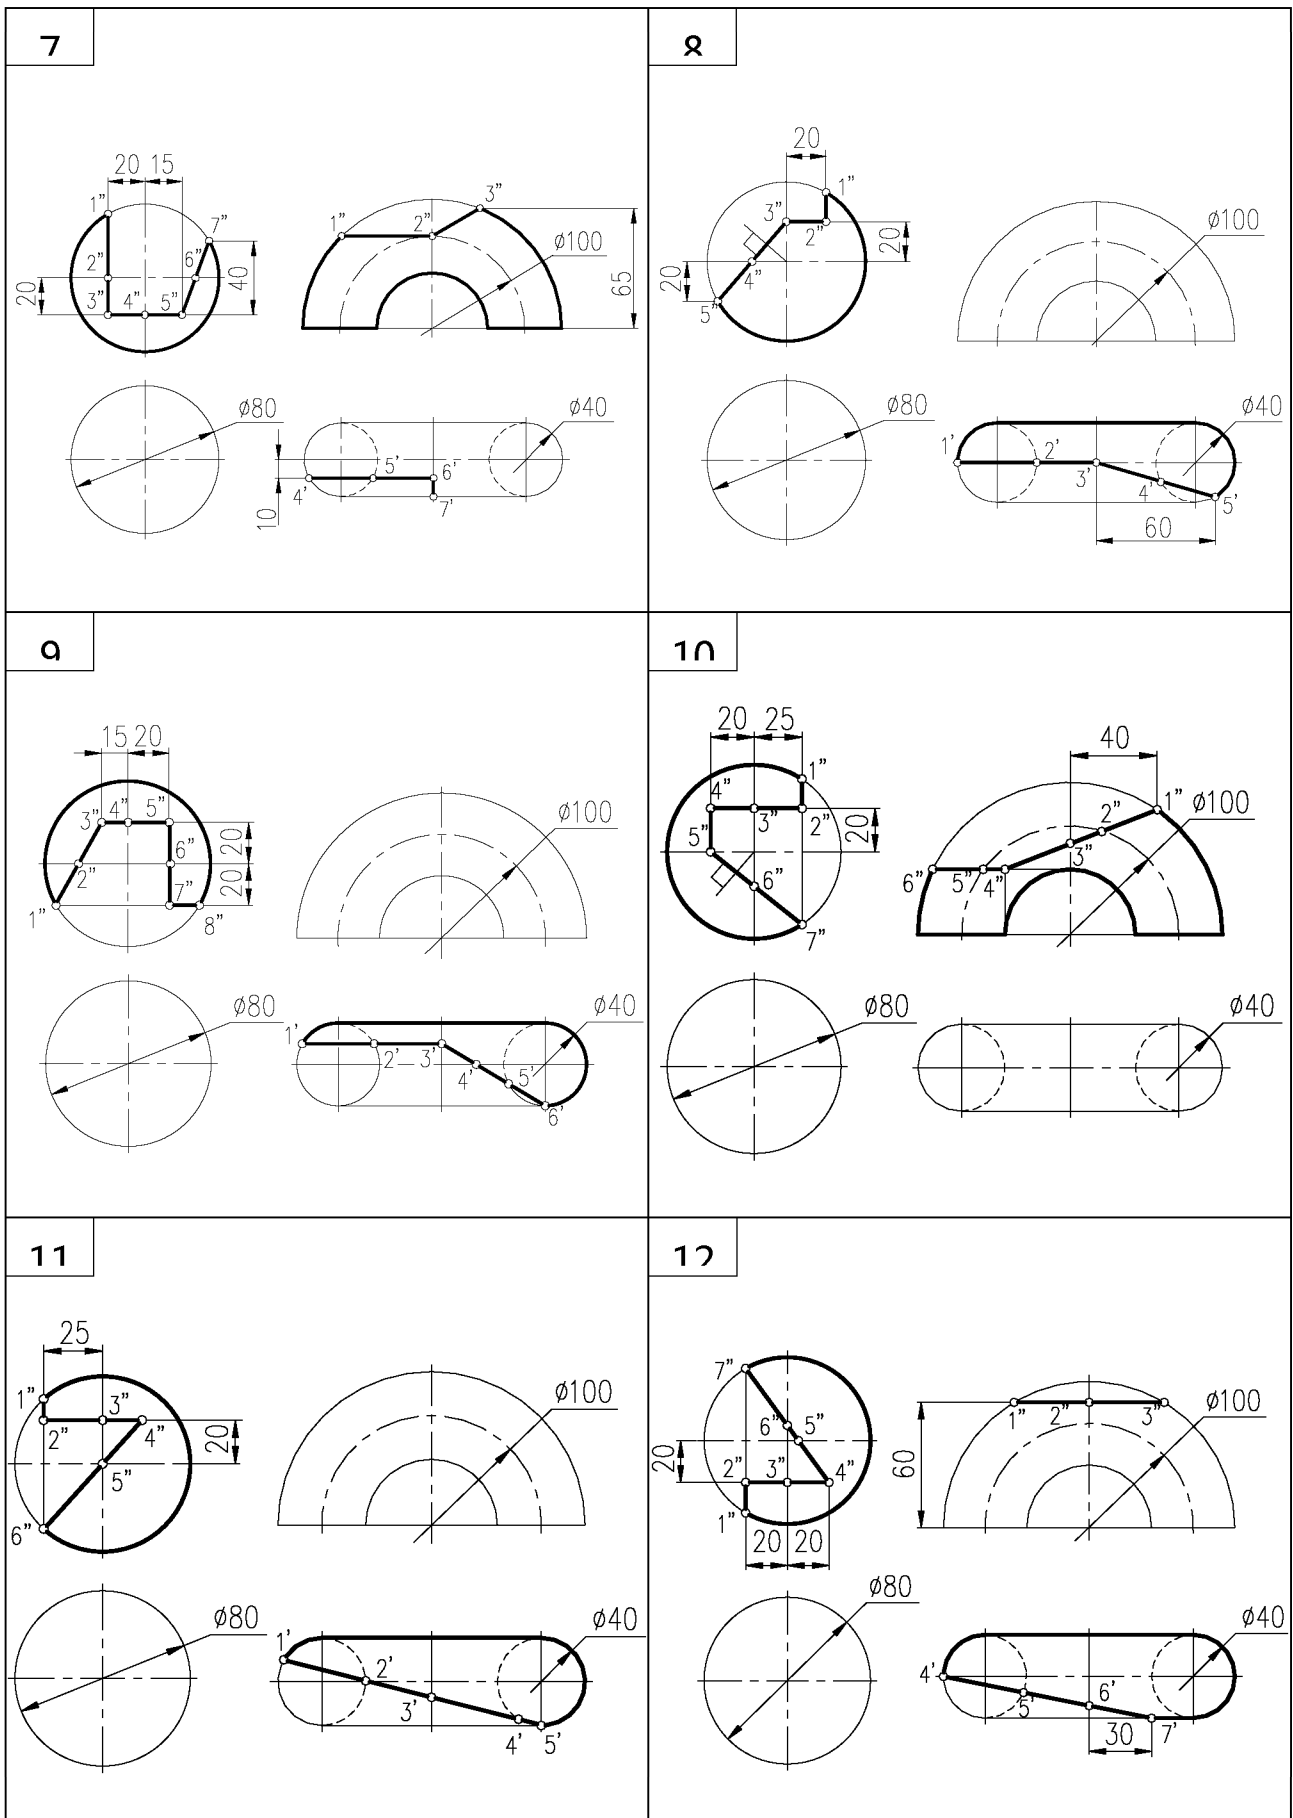 7
20 15
1” 7”
2” 6”
3” 4” 5”
20
40
1” 2” 3”
ø100
65
ø80
ø40
4' 5' 6'
7'
10
8
20
1”
3” 2”
4”
5”
20
20
ø100
ø80
ø40
1' 2' 3'
4' 5'
60
9
15 20
3” 4” 5”
2” 6”
1” 7” 8”
20
20
ø100
ø80
ø40
1' 2' 3'
4' 5'
6'
10
20 25
1”
4” 3” 2”
5”
6”
7”
20
40
1”
2”
3”
6” 5” 4”
ø100
ø80
ø40
11
25
1” 3”
2” 4”
5”
6”
20
ø100
ø80
ø40
1' 2'
3'
4' 5'
12
7”
6” 5”
2” 3” 4”
1”
20
20 20
1” 2” 3”
60
ø100
ø80
ø40
4' 5' 6' 7'
30